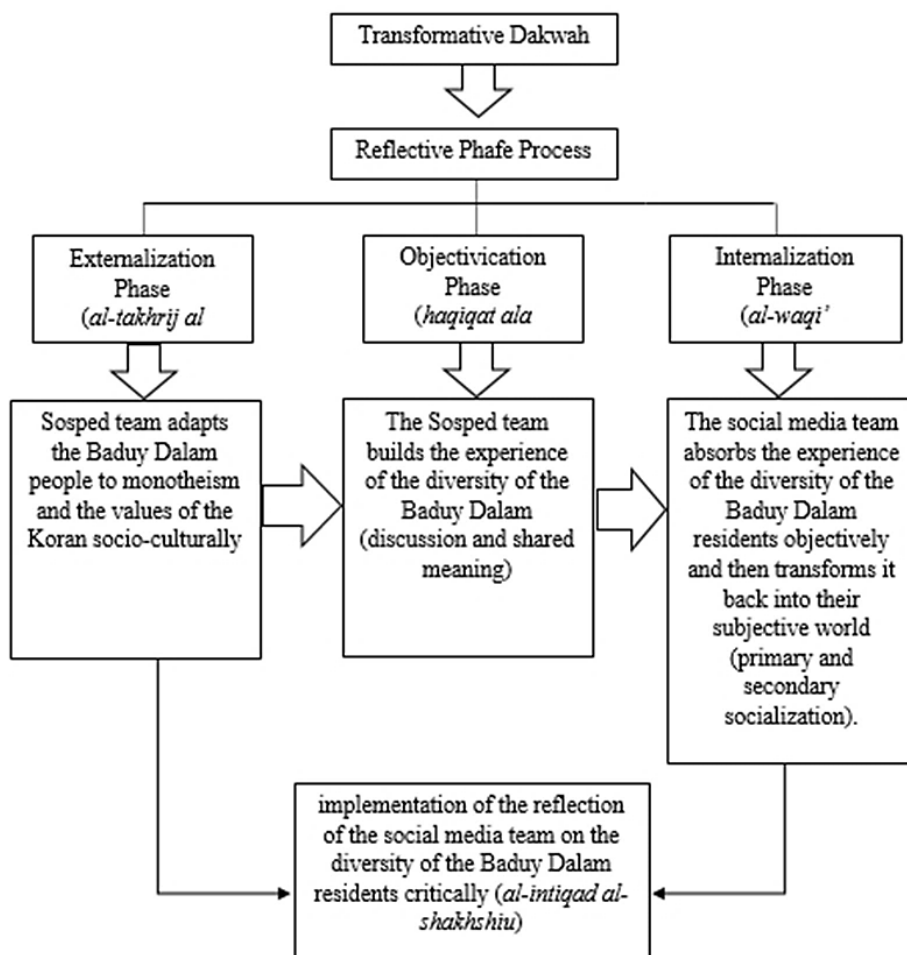 Transformative Dakwah
Reflective Phafe Process
Externalization
Phase
(al-takhrij al
Objectivication
Phase
(haqiqat ala
Internalization
Phase
(al-waqi'
Sosped team adapts
the Baduy Dalam
people to monotheism
and the values of the
Koran socio-culturally
The Sosped team
builds the experience
of the diversity of the
Baduy Dalam
(discussion and shared
meaning)
The social media team
absorbs the experience
of the diversity of the
Baduy Dalam
residents objectively
and then transforms it
back into their
subjective world
(primary and
secondary
socialization).
implementation of the reflection
of the social media team on the
diversity of the Baduy Dalam
residents critically (al-intiqad al-
shakhshiu)